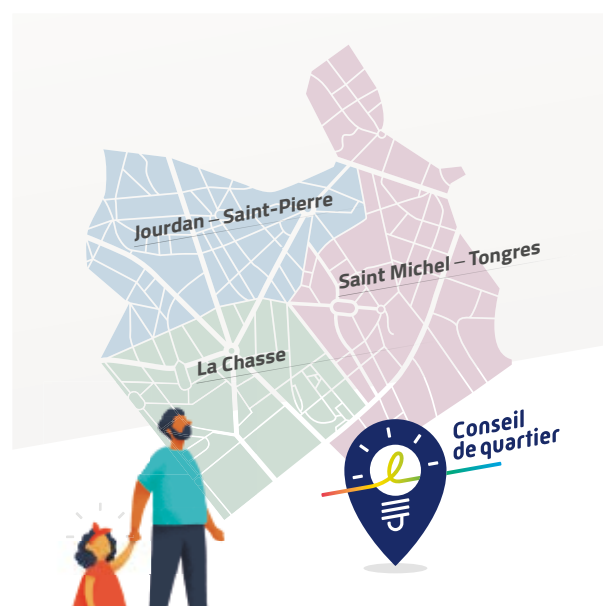 Jourdan – Saint-Pierre
Saint Michel – Tongres
La Chasse
Conseil
de quartier